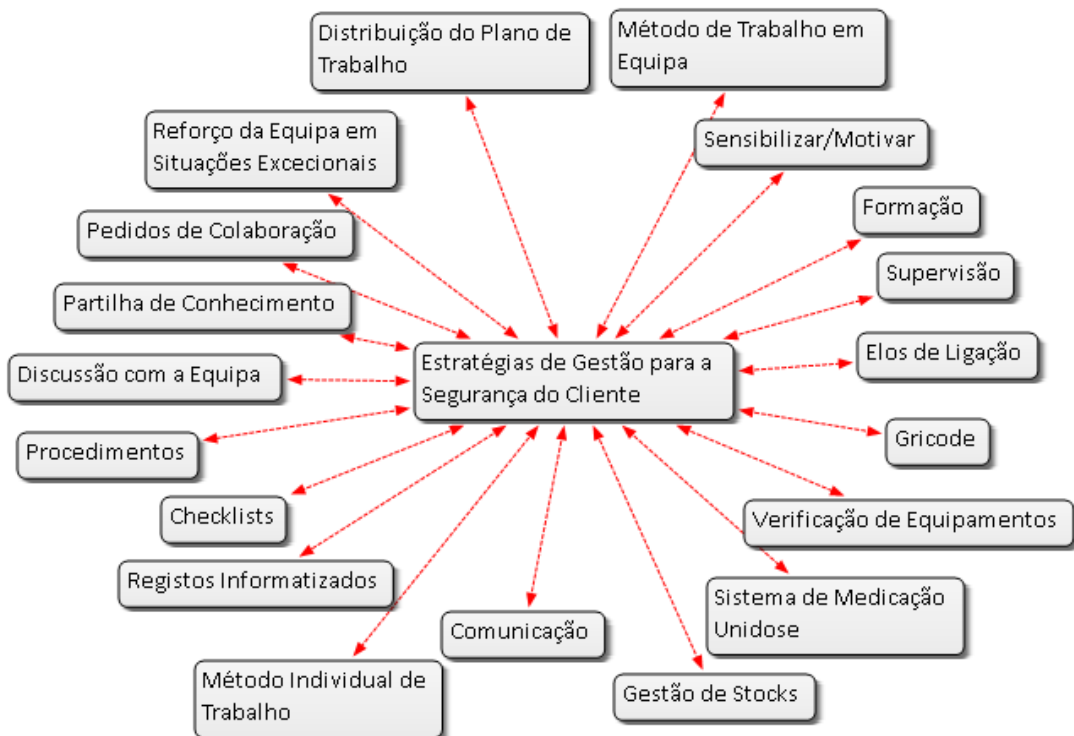 Distribuição do Plano de
Trabalho
Método de Trabalho em
Equipa
Reforço da Equipa em
Situações Excecionais
Sensibilizar/Motivar
Pedidos de Colaboração
Formação
Partilha de Conhecimento
Supervisão
Discussão com a Equipa
Estratégias de Gestão para a
Segurança do Cliente
Elos de Ligação
Procedimentos
Gricode
Checklists
Verificação de Equipamentos
Registos Informatizados
Sistema de Medicação
Unidose
Comunicação
Método Individual de
Trabalho
Gestão de Stocks